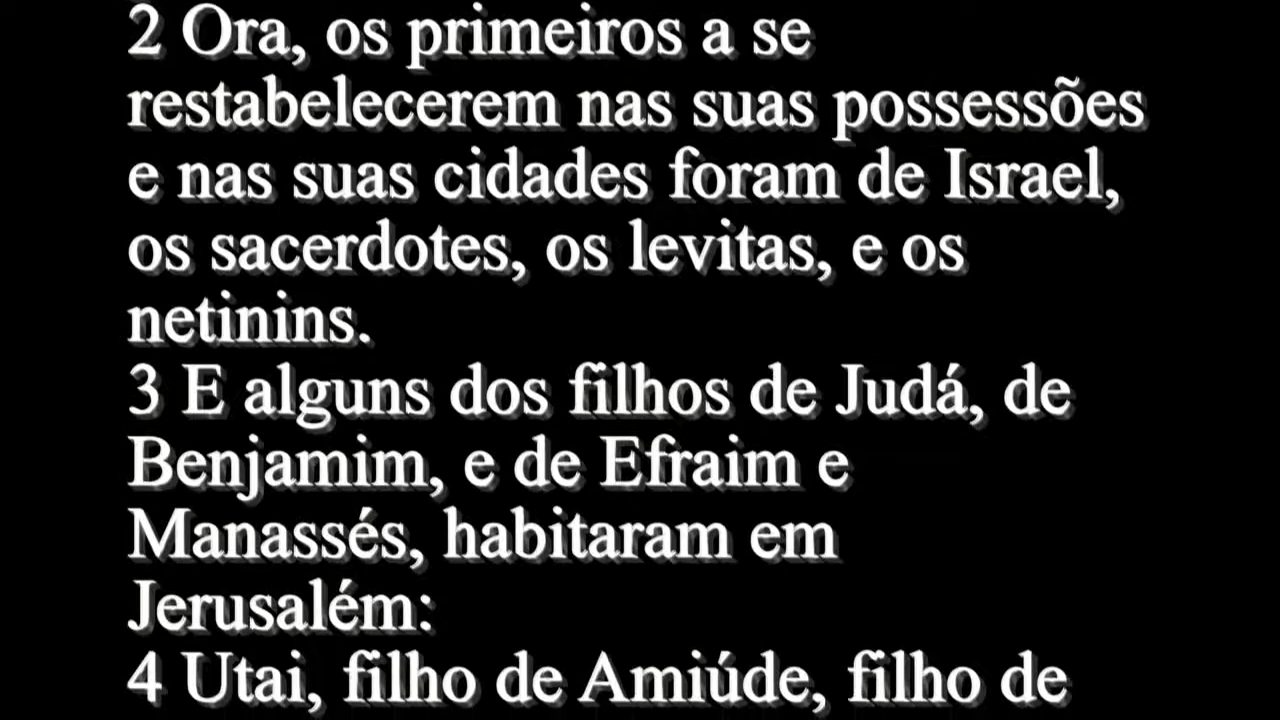 2 Ora, os primeiros a se
restabelecerem nas suas possessões
e nas suas cidades foram de Israel,
os sacerdotes, os levitas, e os
netinins.
3 E alguns dos filhos de Judá, de
Benjamim, e de Efraim e
Manassés, habitaram em
Jerusalém:
4 Utai, filho de Amiúde, filho de